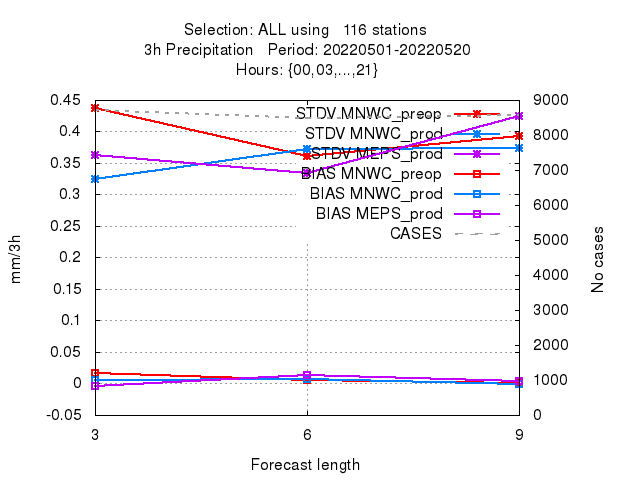 Selection: ALL using   116 stations
3h Precipitation   Period: 20220501-20220520
Hours: {00,03,...,21}
0.45
0.4
0.35
0.3
0.25
0.2
0.15
0.1
0.05
0
-0.05
9000
8000
7000
6000
5000
4000
3000
2000
1000
0
STDV MNWC_preop
STDV MNWC_prod
STDV MEPS_prod
BIAS MNWC_preop
BIAS MNWC_prod
BIAS MEPS_prod
CASES
mm/3h
No cases
3
6
9
Forecast length